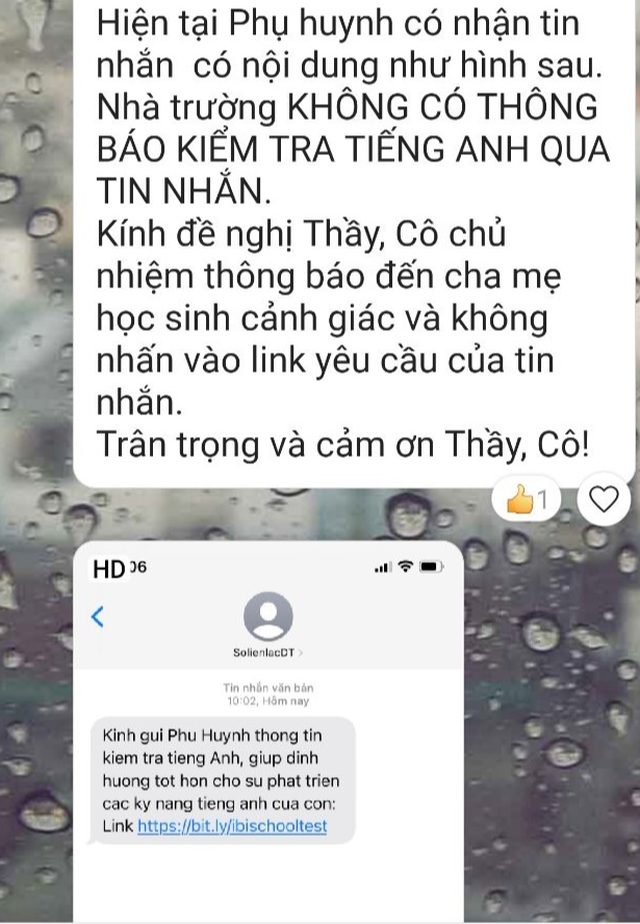 Hiện tại Phụ huynh có nhận tin
nhắn có nội dung như hình sau.
Nhà trường KHÔNG CÓ THÔNG
BÁO KIỂM TRA TIẾNG ANH QUA
TIN NHẮN.
Kính đề nghị Thầy, Cô chủ
nhiệm thông báo đến cha mẹ
học sinh cảnh giác và không
nhấn vào link yêu cầu của tin
nhắn.
Trân trọng và cảm ơn Thầy, Cô!
1
HD 06
SolienlacDT
Tin nhắn văn bản
10:02, Hôm nay
Kinh gui Phu Huynh thong tin
kiem tra tieng Anh, giup dinh
huong tot hon cho su phat trien
cac ky nang tieng anh cua con:
Link https://bit.ly/ibischooltest